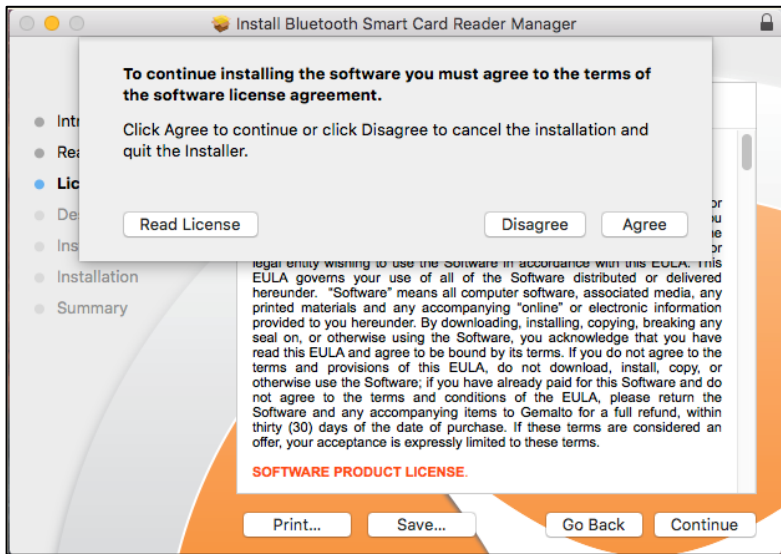 Install Bluetooth Smart Card Reader Manager
To continue installing the software you must agree to the terms of
the software license agreement.
Click Agree to continue or click Disagree to cancel the installation and
quit the Installer.
Read License
Disagree
Agree
Intr
Rea
Lic
Des
Ins
Installation
Summary
or
legal entity wishing to use the Software in accordance with this EULA. This
EULA governs your use of all of the Software distributed or delivered
hereunder. “Software” means all computer software, associated media, any
printed materials and any accompanying “online” or electronic information
provided to you hereunder. By downloading, installing, copying, breaking any
seal on, or otherwise using the Software, you acknowledge that you have
read this EULA and agree to be bound by its terms. If you do not agree to the
terms and provisions of this EULA, do not download, install, copy, or
otherwise use the Software; if you have already paid for this Software and do
not agree to the terms and conditions of the EULA, please return the
Software and any accompanying items to Gemalto for a full refund, within
thirty (30) days of the date of purchase. If these terms are considered an
offer, your acceptance is expressly limited to these terms.
SOFTWARE PRODUCT LICENSE.
Print...
Save...
Go Back
Continue